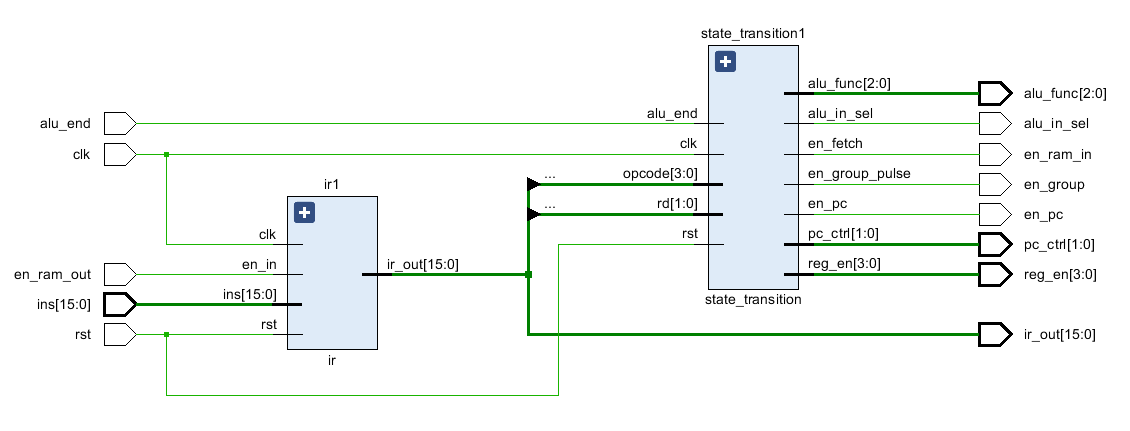 state_transition1
alu_func[2:0]
alu_func[2:0]
alu_end
alu_end
alu_in_sel
alu_in_sel
clk
clk
en_fetch
en_ram_in
...
opcode[3:0]
en_group_pulse
en_group
ir1
...
rd[1:0]
en_pc
en_pc
clk
rst
pc_ctrl[1:0]
pc_ctrl[1:0]
en_ram_out
en_in
ir_out[15:0]
reg_en[3:0]
reg_en[3:0]
ins[15:0]
ins[15:0]
state_transition
rst
rst
ir_out[15:0]
ir